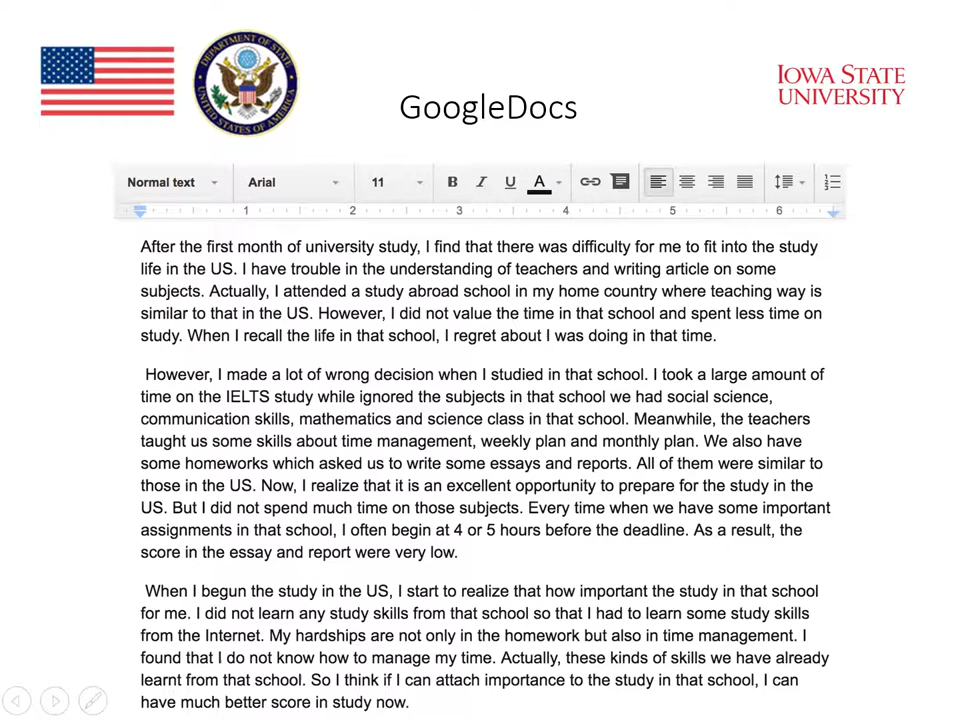 DEPARTMENT OF STATE
UNITED STATES OF AMERICA
IOWA STATE
UNIVERSITY
GoogleDocs
Normal text Arial 11 B I U A
1 2 3 4 5 6
After the first month of university study, I find that there was difficulty for me to fit into the study
life in the US. I have trouble in the understanding of teachers and writing article on some
subjects. Actually, I attended a study abroad school in my home country where teaching way is
similar to that in the US. However, I did not value the time in that school and spent less time on
study. When I recall the life in that school, I regret about I was doing in that time.
However, I made a lot of wrong decision when I studied in that school. I took a large amount of
time on the IELTS study while ignored the subjects in that school we had social science,
communication skills, mathematics and science class in that school. Meanwhile, the teachers
taught us some skills about time management, weekly plan and monthly plan. We also have
some homeworks which asked us to write some essays and reports. All of them were similar to
those in the US. Now, I realize that it is an excellent opportunity to prepare for the study in the
US. But I did not spend much time on those subjects. Every time when we have some important
assignments in that school, I often begin at 4 or 5 hours before the deadline. As a result, the
score in the essay and report were very low.
When I begun the study in the US, I start to realize that how important the study in that school
for me. I did not learn any study skills from that school so that I had to learn some study skills
from the Internet. My hardships are not only in the homework but also in time management. I
found that I do not know how to manage my time. Actually, these kinds of skills we have already
learnt from that school. So I think if I can attach importance to the study in that school, I can
have much better score in study now.